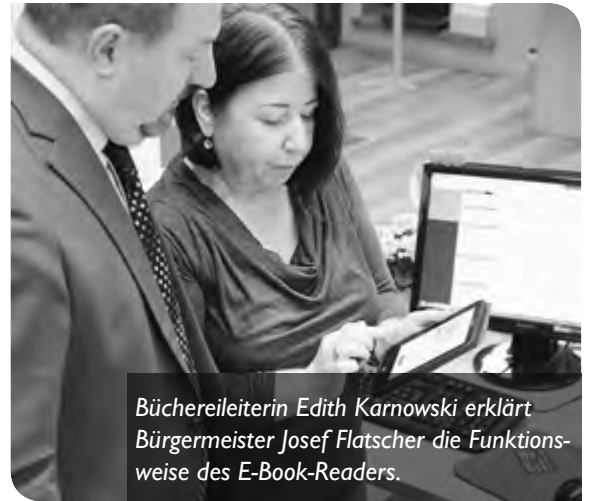 Büchereileiterin Edith Karnowski erklärt
Bürgermeister Josef Flatscher die Funktions-
weise des E-Book-Readers.